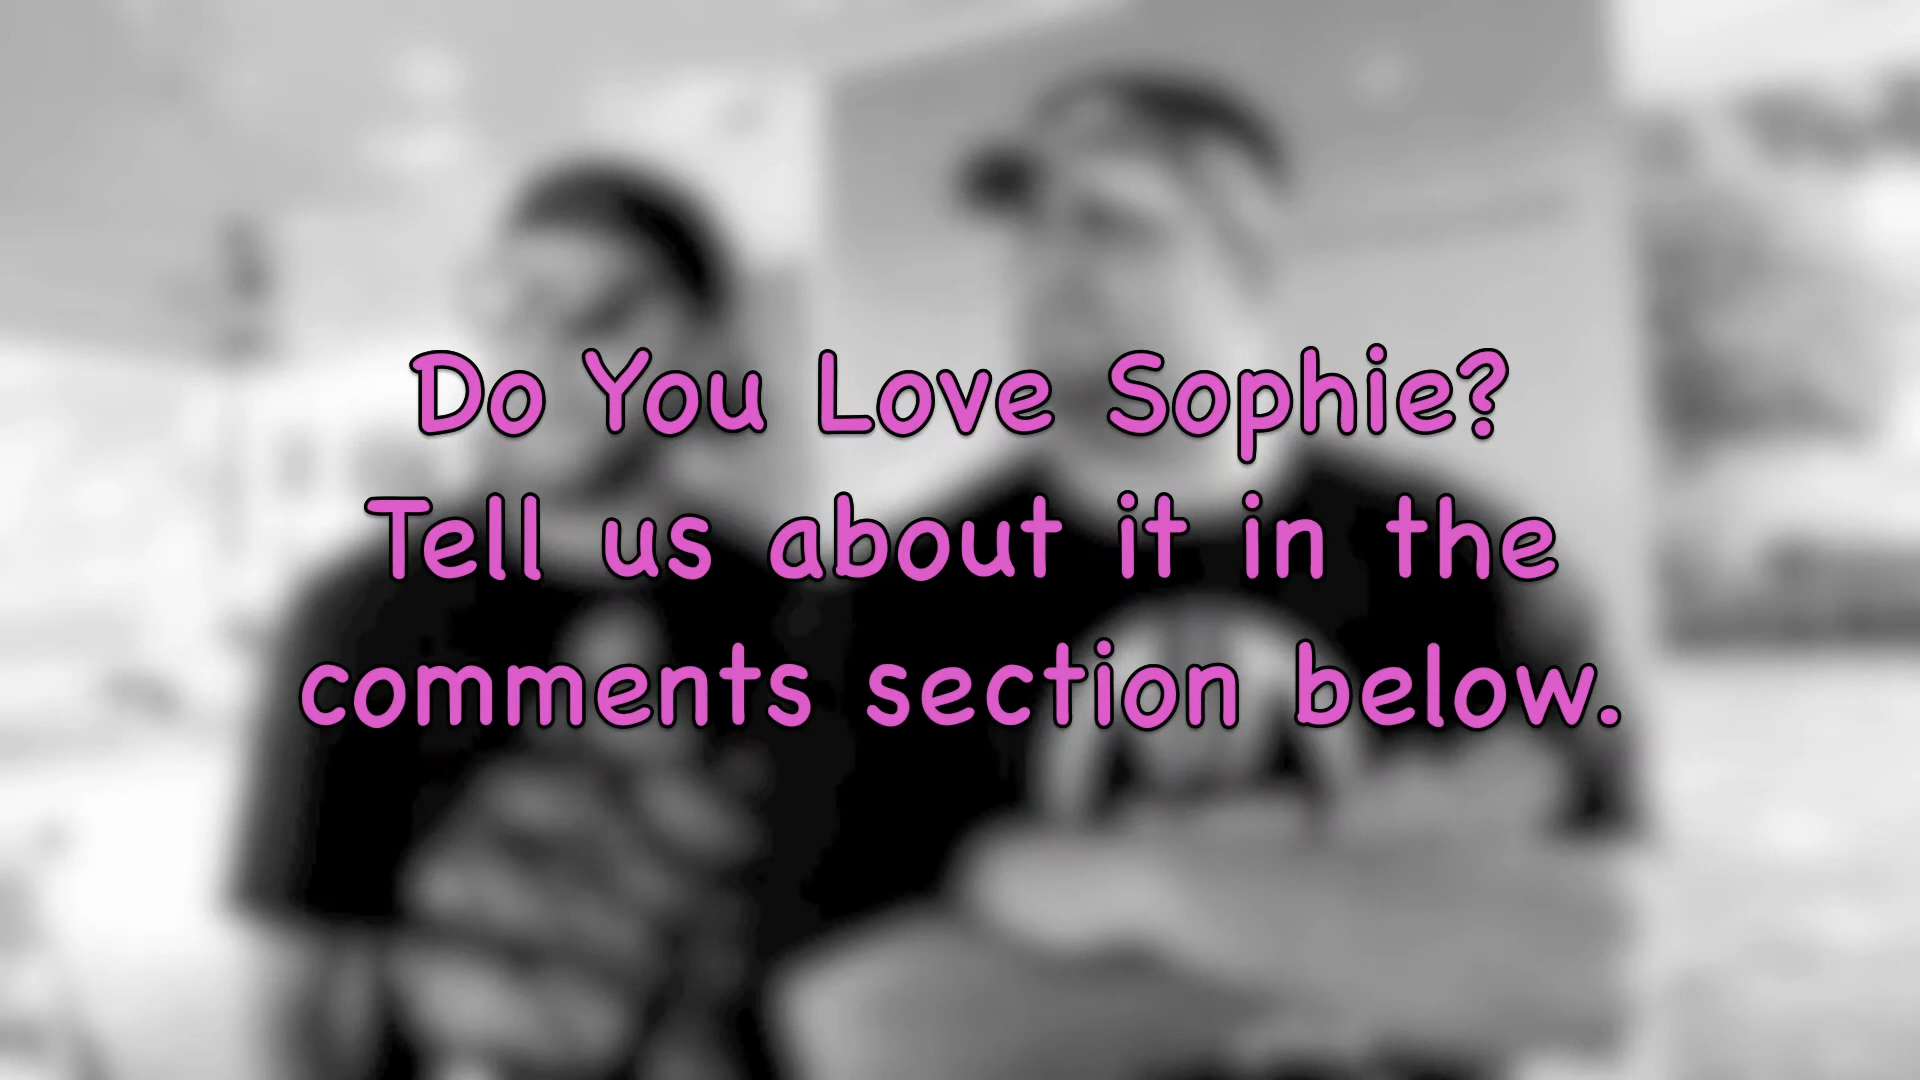 Do You Love Sophie?
Tell us about it in the
comments section below.